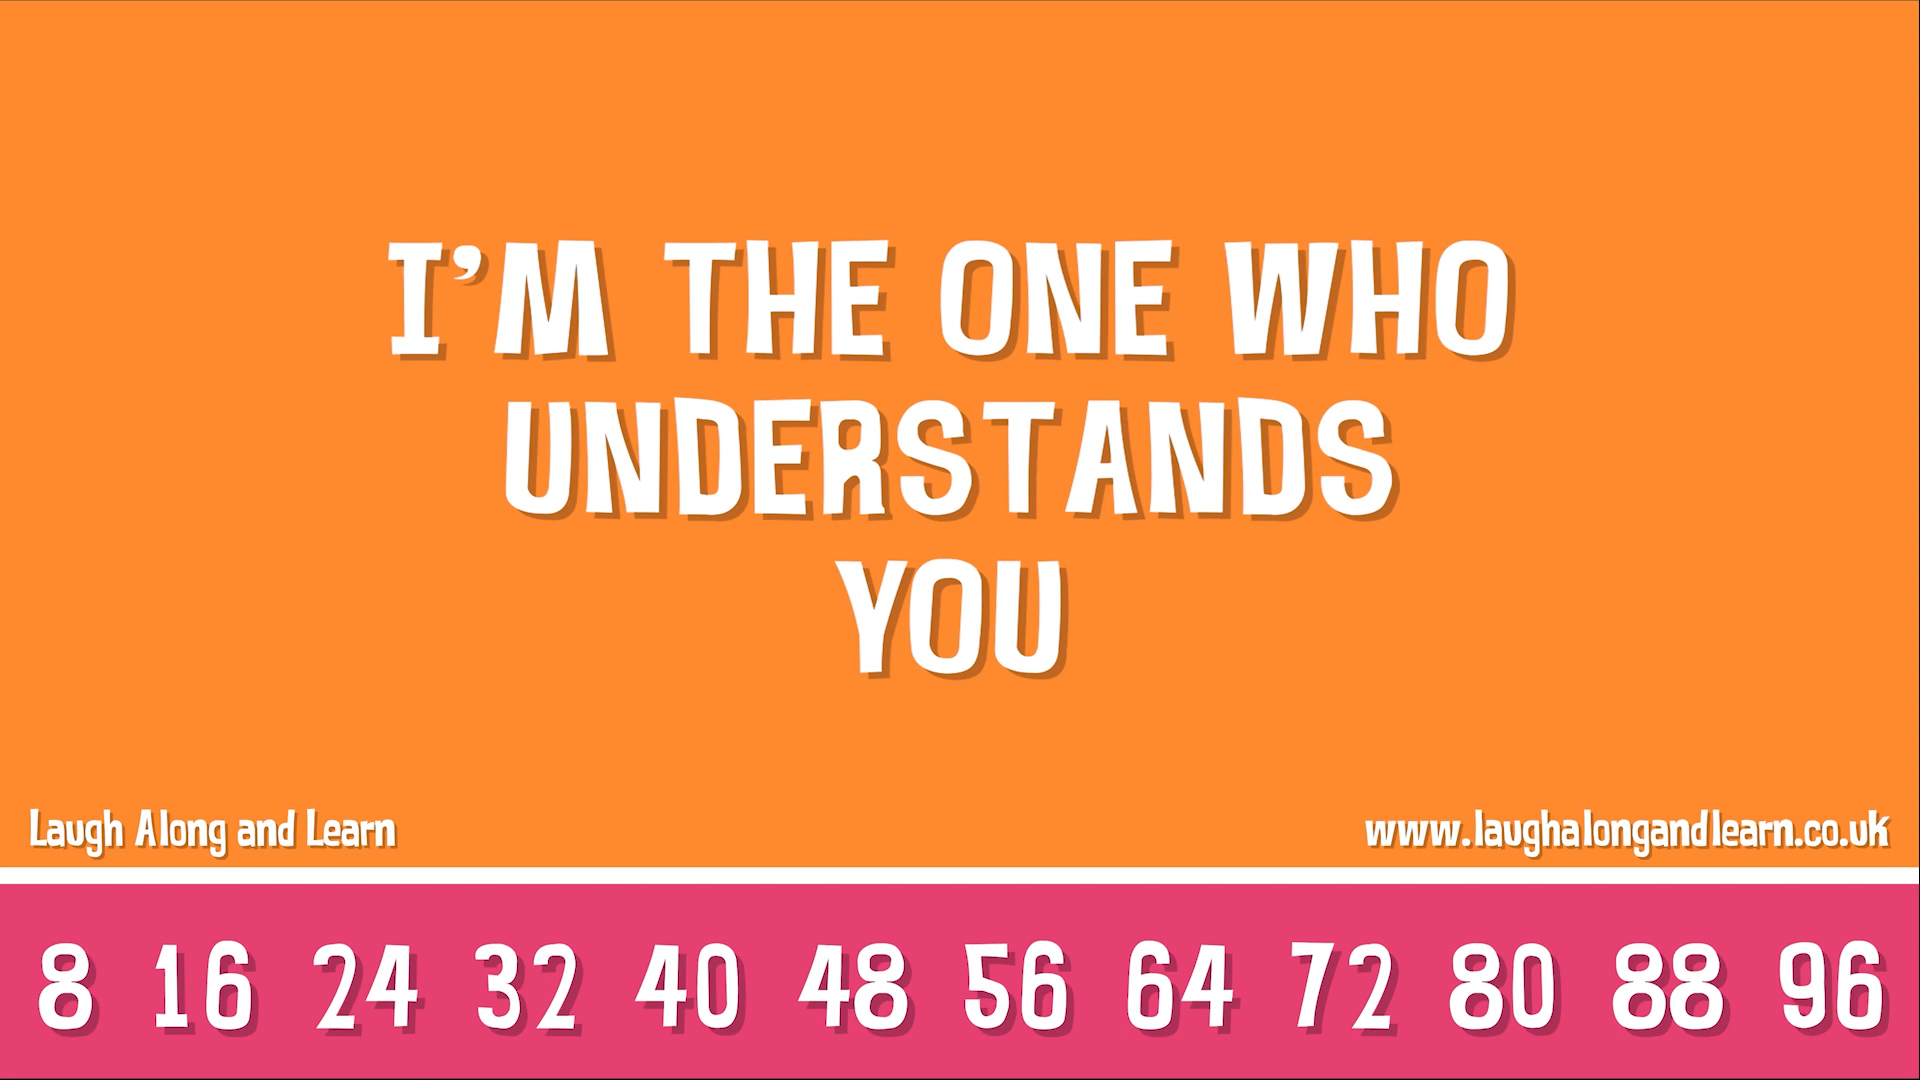 I'M THE ONE WHO
UNDERSTANDS
YOU
Laugh Along and Learn
www.laughalongandlearn.co.uk
8 16 24 32 40 48 56 64 72 80 88 96